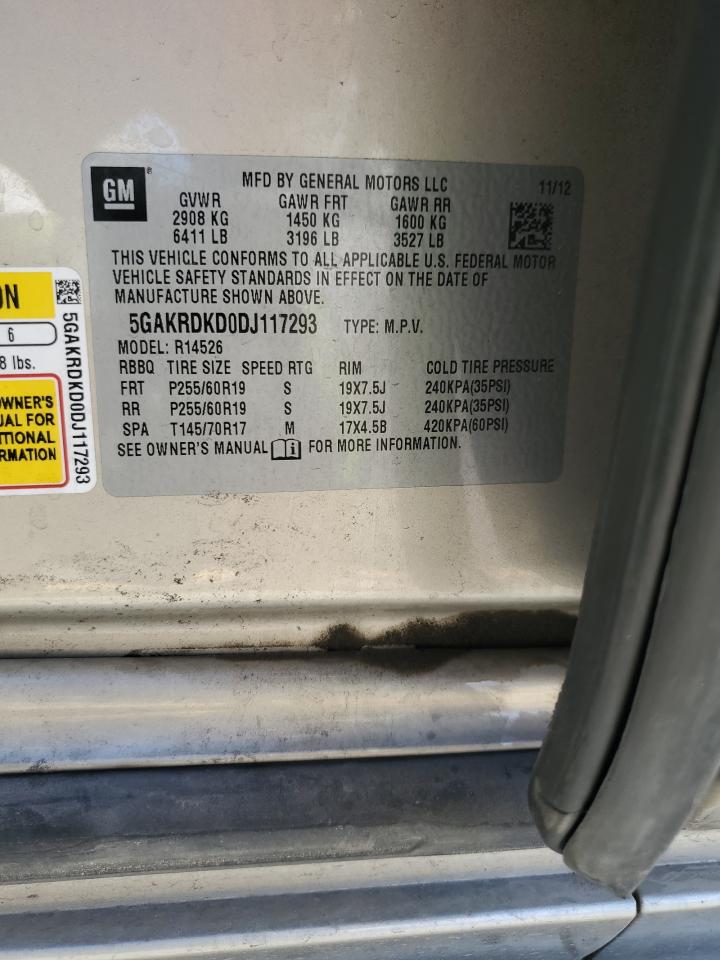 GM ®
MFD BY GENERAL MOTORS LLC 11/12
GVWR GAWR FRT GAWR RR
2908 KG 1450 KG 1600 KG
6411 LB 3196 LB 3527 LB
THIS VEHICLE CONFORMS TO ALL APPLICABLE U.S. FEDERAL MOTOR
VEHICLE SAFETY STANDARDS IN EFFECT ON THE DATE OF
MANUFACTURE SHOWN ABOVE.
5GAKRDKD0DJ117293 TYPE: M.P.V.
MODEL: R14526
RBBQ TIRE SIZE SPEED RTG RIM COLD TIRE PRESSURE
FRT P255/60R19 S 19X7.5J 240KPA(35PSI)
RR P255/60R19 S 19X7.5J 240KPA(35PSI)
SPA T145/70R17 M 17X4.5B 420KPA(60PSI)
SEE OWNER'S MANUAL FOR MORE INFORMATION.
ON
6
8 lbs.
OWNER'S
UAL FOR
ITIONAL
RMATION
5GAKRDKD0DJ117293